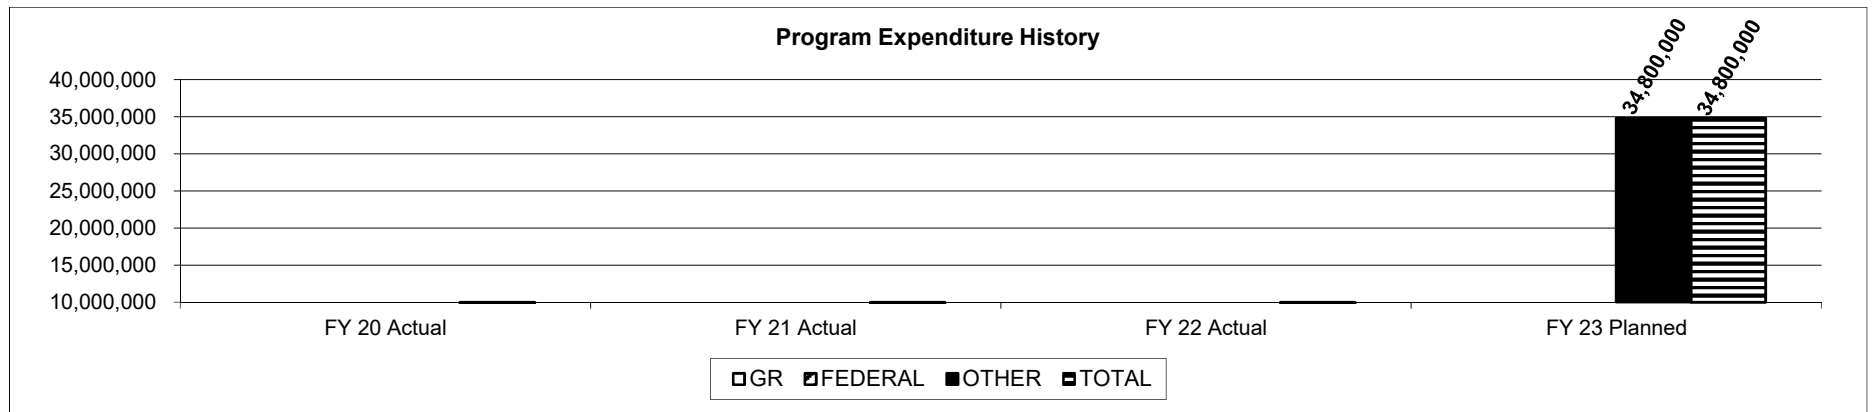 Program Expenditure History
34,800,000
34,800,000
40,000,000
35,000,000
30,000,000
25,000,000
20,000,000
15,000,000
10,000,000
FY 20 Actual
FY 21 Actual
FY 22 Actual
FY 23 Planned
GR FEDERAL OTHER TOTAL